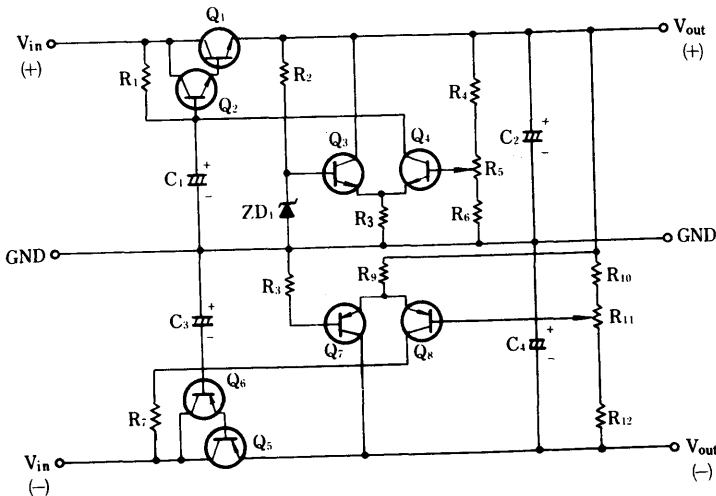 Q1
Vin
(+)
Vout
(+)
R1
R2
R4
Q2
Q3
Q4
C2
+
-
C1
+
-
R5
ZD1
R3
R6
GND
GND
R3
R9
R10
C3
+
-
R11
Q7
Q8
C4
+
-
Q6
R7
R12
Q5
Vin
(-)
Vout
(-)